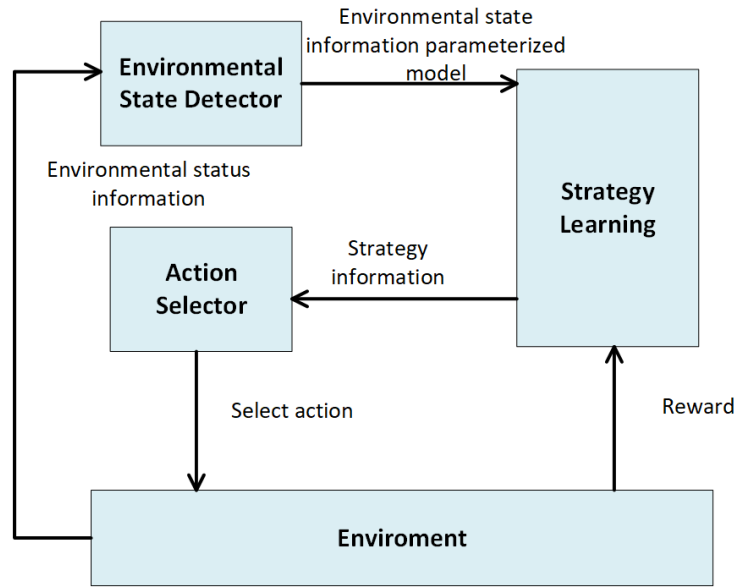 Environmental state
information parameterized
model
Environmental
State Detector
Environmental status
information
Strategy
Learning
Strategy
information
Action
Selector
Select action
Reward
Enviroment